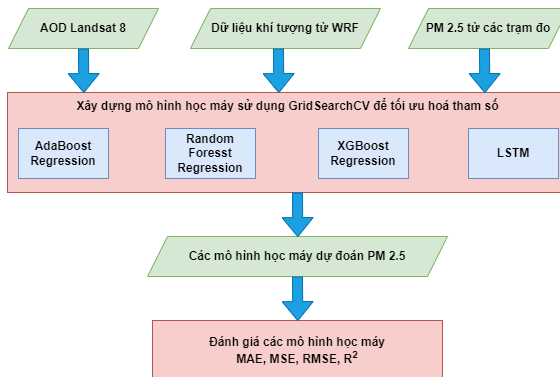 AOD Landsat 8
Dữ liệu khí tượng từ WRF
PM 2.5 từ các trạm đo
Xây dựng mô hình học máy sử dụng GridSearchCV để tối ưu hoá tham số
AdaBoost
Regression
Random
Foresst
Regression
XGBoost
Regression
LSTM
Các mô hình học máy dự đoán PM 2.5
Đánh giá các mô hình học máy
MAE, MSE, RMSE, R²